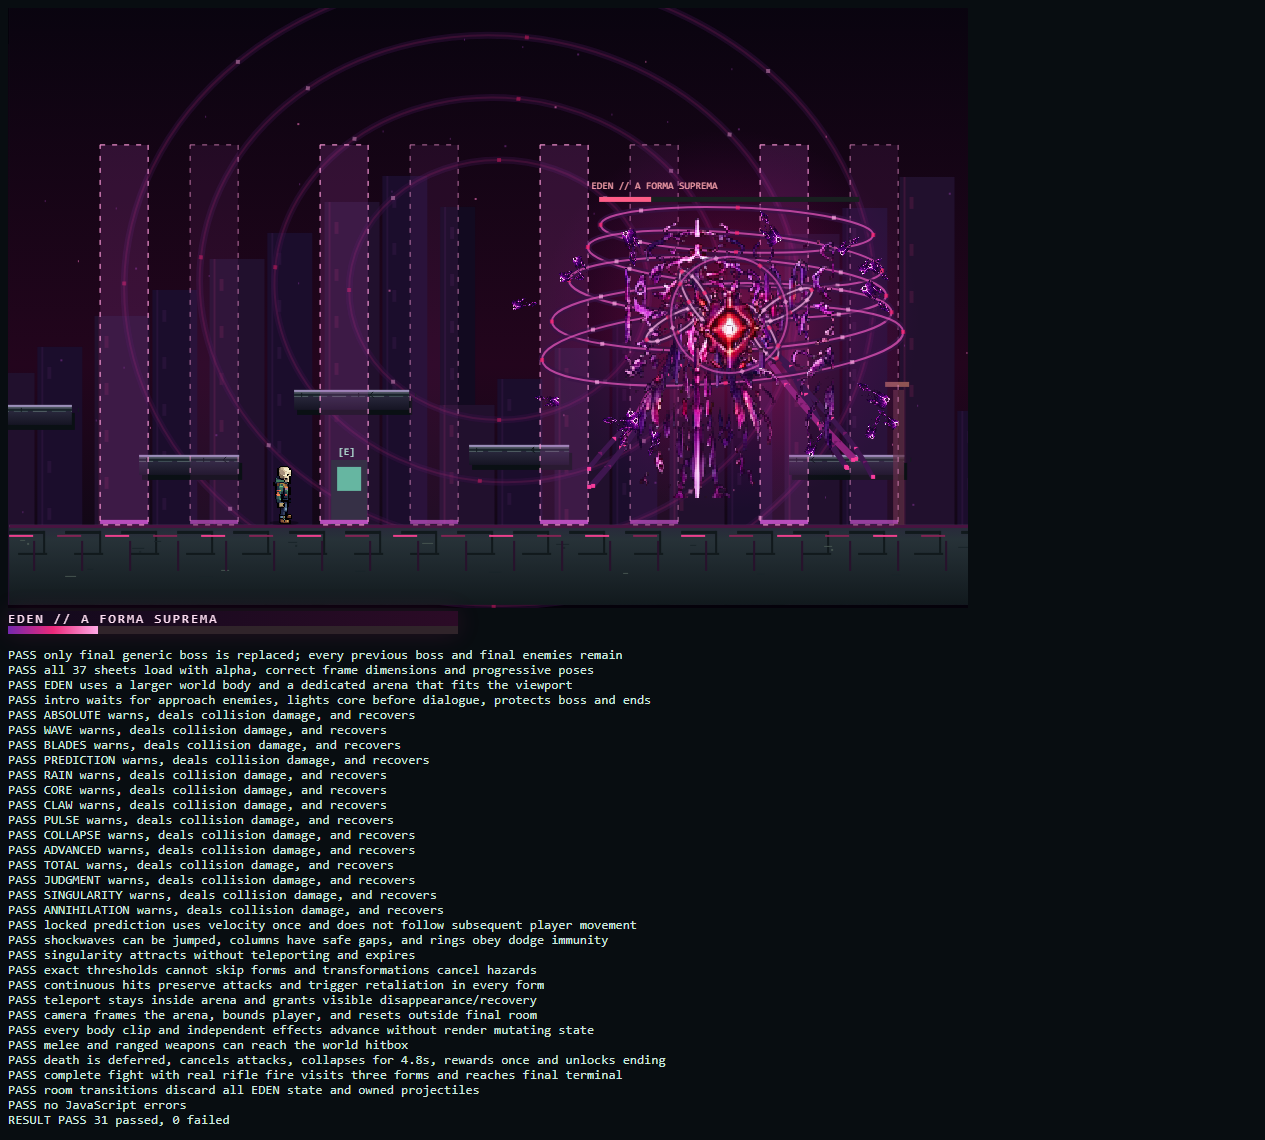 EDEN // A FORMA SUPREMA
[E]
EDEN // A FORMA SUPREMA
PASS only final generic boss is replaced; every previous boss and final enemies remain
PASS all 37 sheets load with alpha, correct frame dimensions and progressive poses
PASS EDEN uses a larger world body and a dedicated arena that fits the viewport
PASS intro waits for approach enemies, lights core before dialogue, protects boss and ends
PASS ABSOLUTE warns, deals collision damage, and recovers
PASS WAVE warns, deals collision damage, and recovers
PASS BLADES warns, deals collision damage, and recovers
PASS PREDICTION warns, deals collision damage, and recovers
PASS RAIN warns, deals collision damage, and recovers
PASS CORE warns, deals collision damage, and recovers
PASS CLAW warns, deals collision damage, and recovers
PASS PULSE warns, deals collision damage, and recovers
PASS COLLAPSE warns, deals collision damage, and recovers
PASS ADVANCED warns, deals collision damage, and recovers
PASS TOTAL warns, deals collision damage, and recovers
PASS JUDGMENT warns, deals collision damage, and recovers
PASS SINGULARITY warns, deals collision damage, and recovers
PASS ANNIHILATION warns, deals collision damage, and recovers
PASS locked prediction uses velocity once and does not follow subsequent player movement
PASS shockwaves can be jumped, columns have safe gaps, and rings obey dodge immunity
PASS singularity attracts without teleporting and expires
PASS exact thresholds cannot skip forms and transformations cancel hazards
PASS continuous hits preserve attacks and trigger retaliation in every form
PASS teleport stays inside arena and grants visible disappearance/recovery
PASS camera frames the arena, bounds player, and resets outside final room
PASS every body clip and independent effects advance without render mutating state
PASS melee and ranged weapons can reach the world hitbox
PASS death is deferred, cancels attacks, collapses for 4.8s, rewards once and unlocks ending
PASS complete fight with real rifle fire visits three forms and reaches final terminal
PASS room transitions discard all EDEN state and owned projectiles
PASS no JavaScript errors
RESULT PASS 31 passed, 0 failed